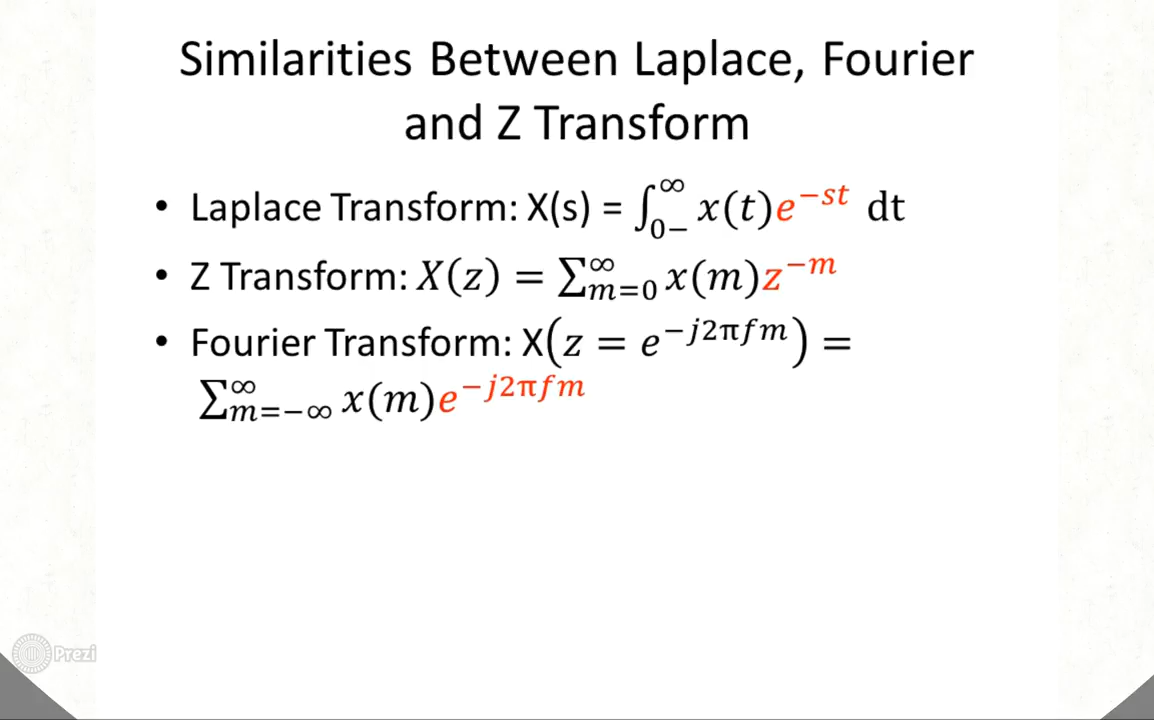 Similarities Between Laplace, Fourier
and Z Transform
• Laplace Transform: X(s) = ∫₀₋^∞ x(t)e^{−st} dt
• Z Transform: X(z) = ∑_{m=0}^∞ x(m)z^{−m}
• Fourier Transform: X(z = e^{−j2πfm}) =
∑_{m=−∞}^∞ x(m)e^{−j2πfm}
Prezi